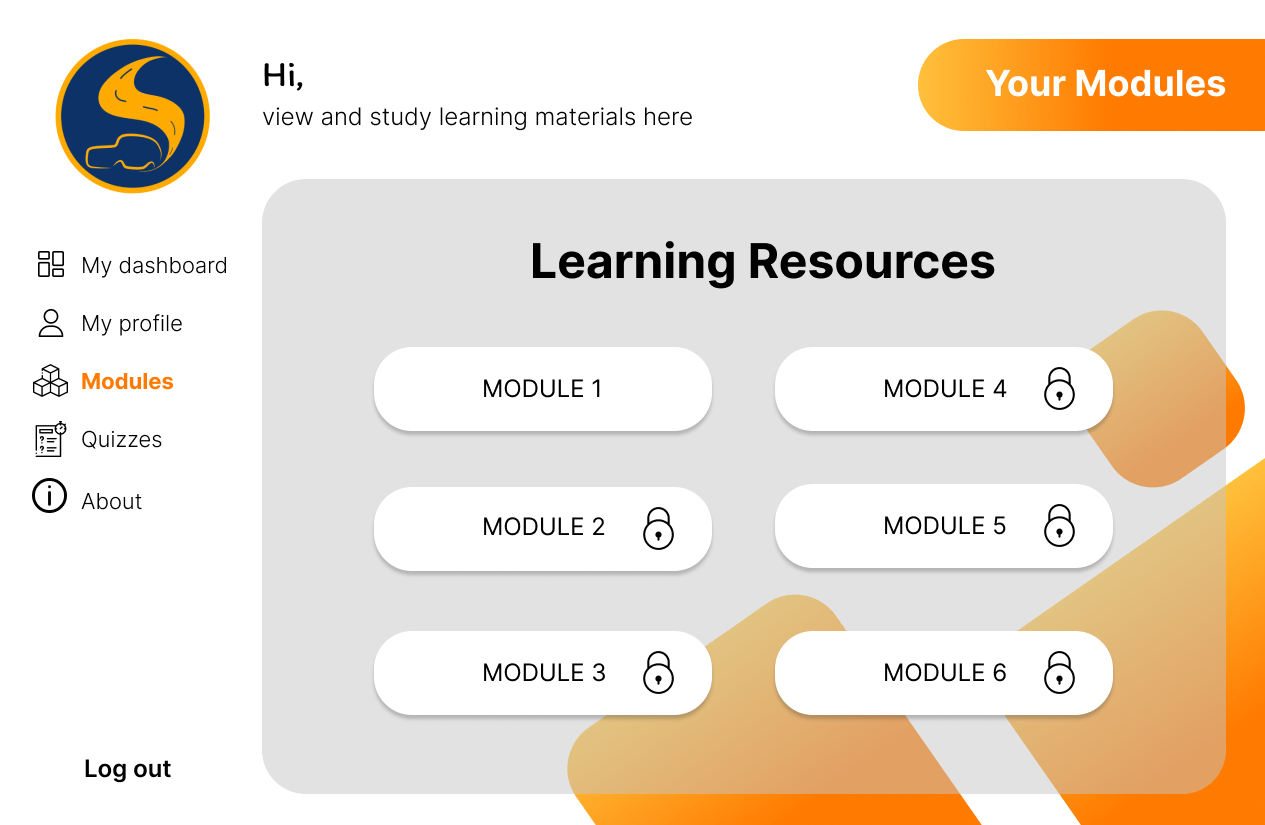 Hi,
view and study learning materials here
Your Modules
My dashboard
My profile
Modules
Quizzes
About
Log out
Learning Resources
MODULE 1
MODULE 4
MODULE 2
MODULE 5
MODULE 3
MODULE 6